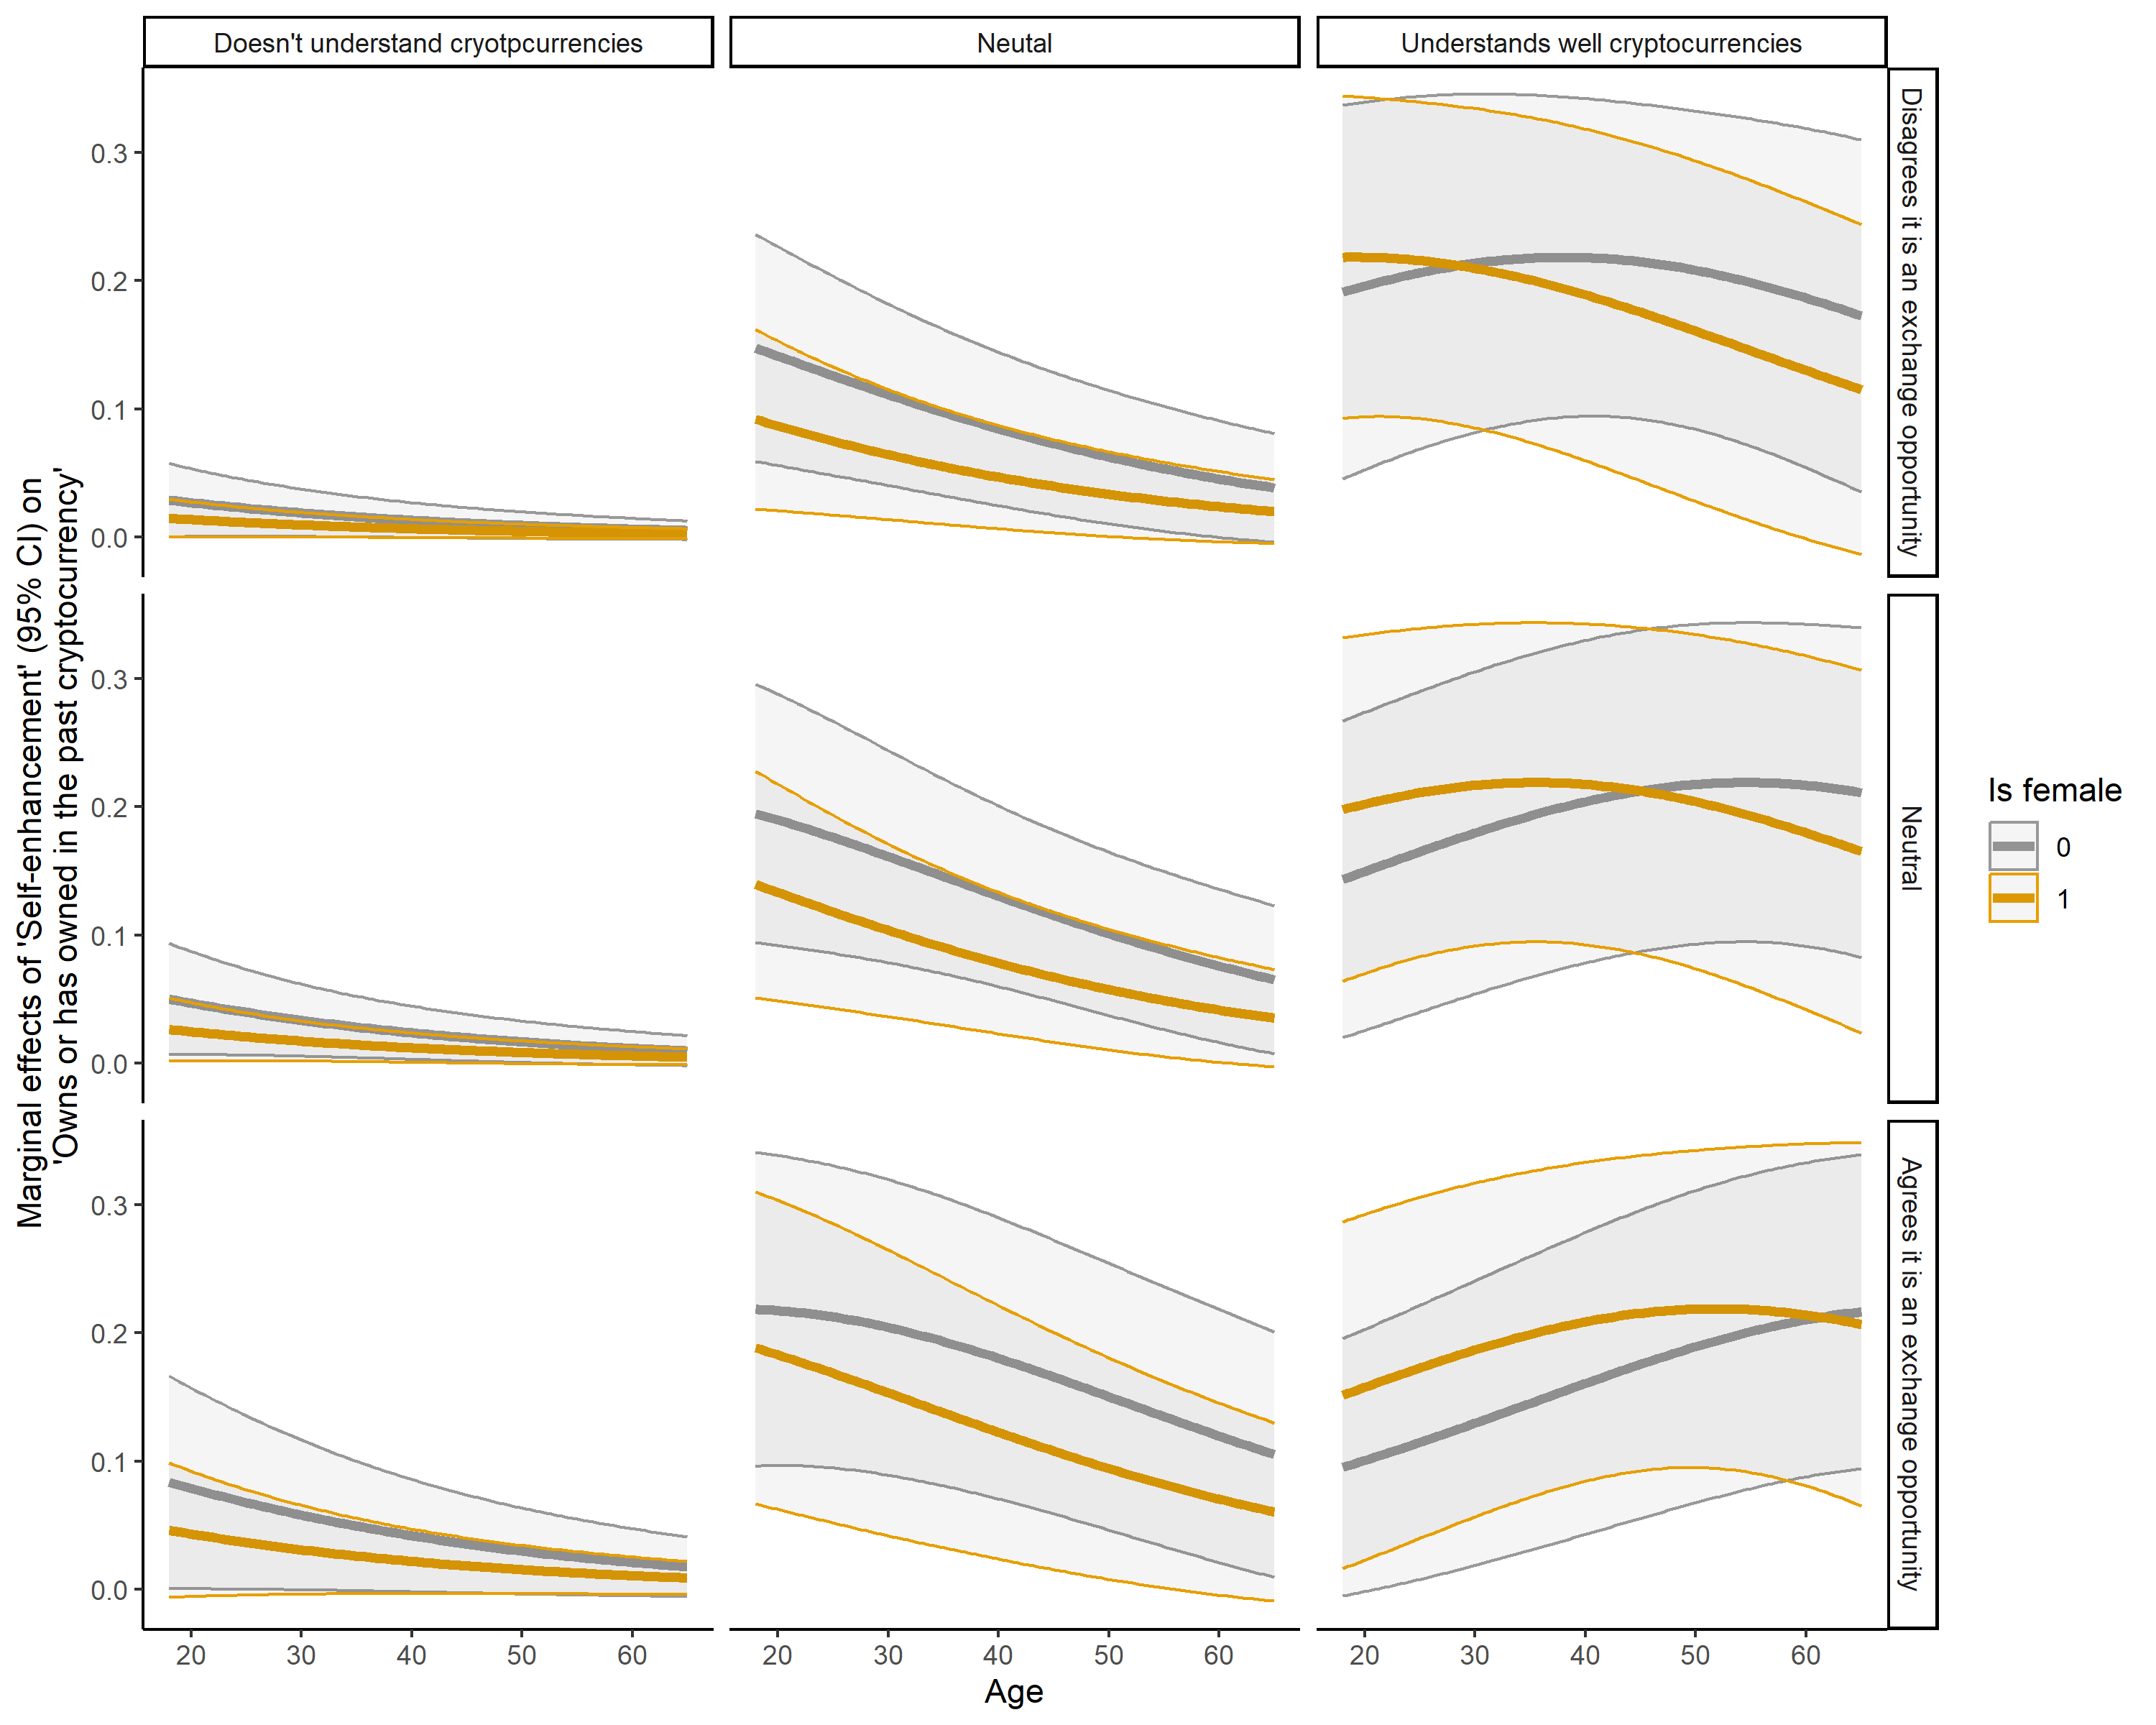 Doesn't understand cryotpcurrencies
Neutal
Understands well cryptocurrencies
Marginal effects of 'Self-enhancement' (95% CI) on
'Owns or has owned in the past cryptocurrency'
0.3
0.2
0.1
0.0
Disagrees it is an exchange opportunity
0.3
0.2
0.1
0.0
Neutral
0.3
0.2
0.1
0.0
Agrees it is an exchange opportunity
20 30 40 50 60
20 30 40 50 60
20 30 40 50 60
Age
Is female
0
1